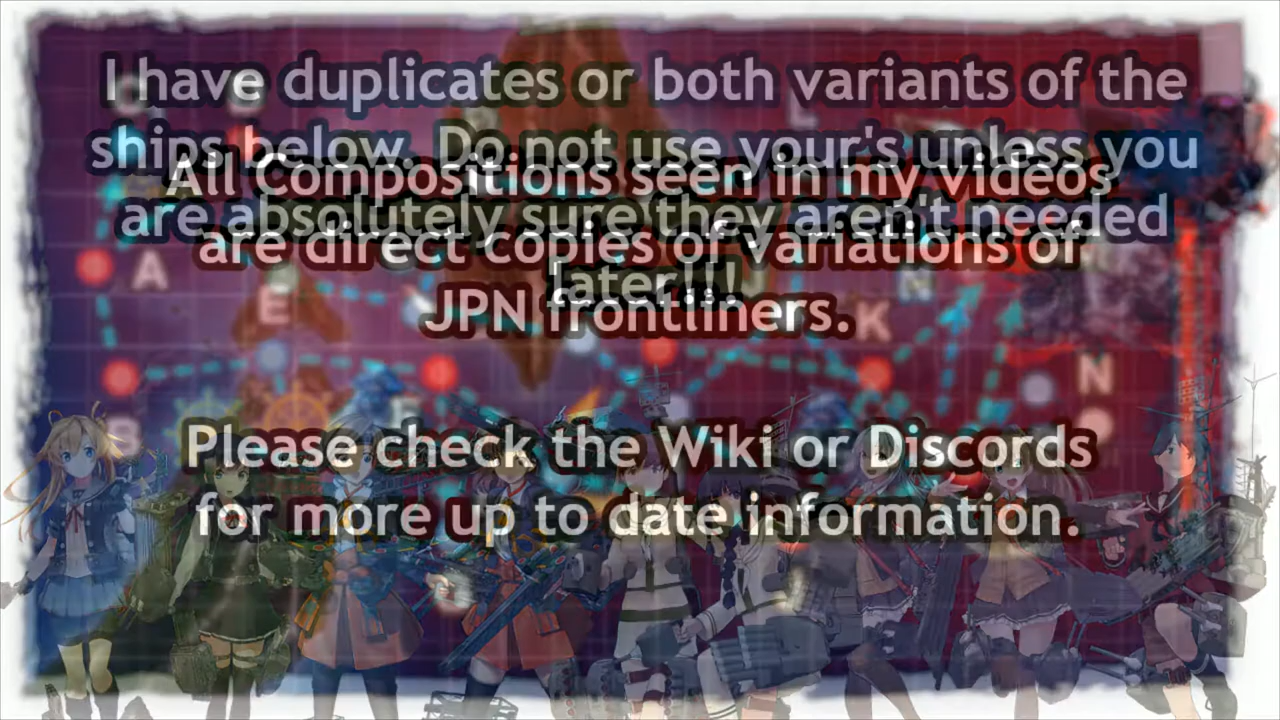 I have duplicates or both variants of the
ships below. Do not use your's unless you
are absolutely sure they aren't needed
later!!!
All Compositions seen in my videos
are direct copies of variations of
JPN frontliners.
Please check the Wiki or Discords
for more up to date information.
A
E
K
N
B